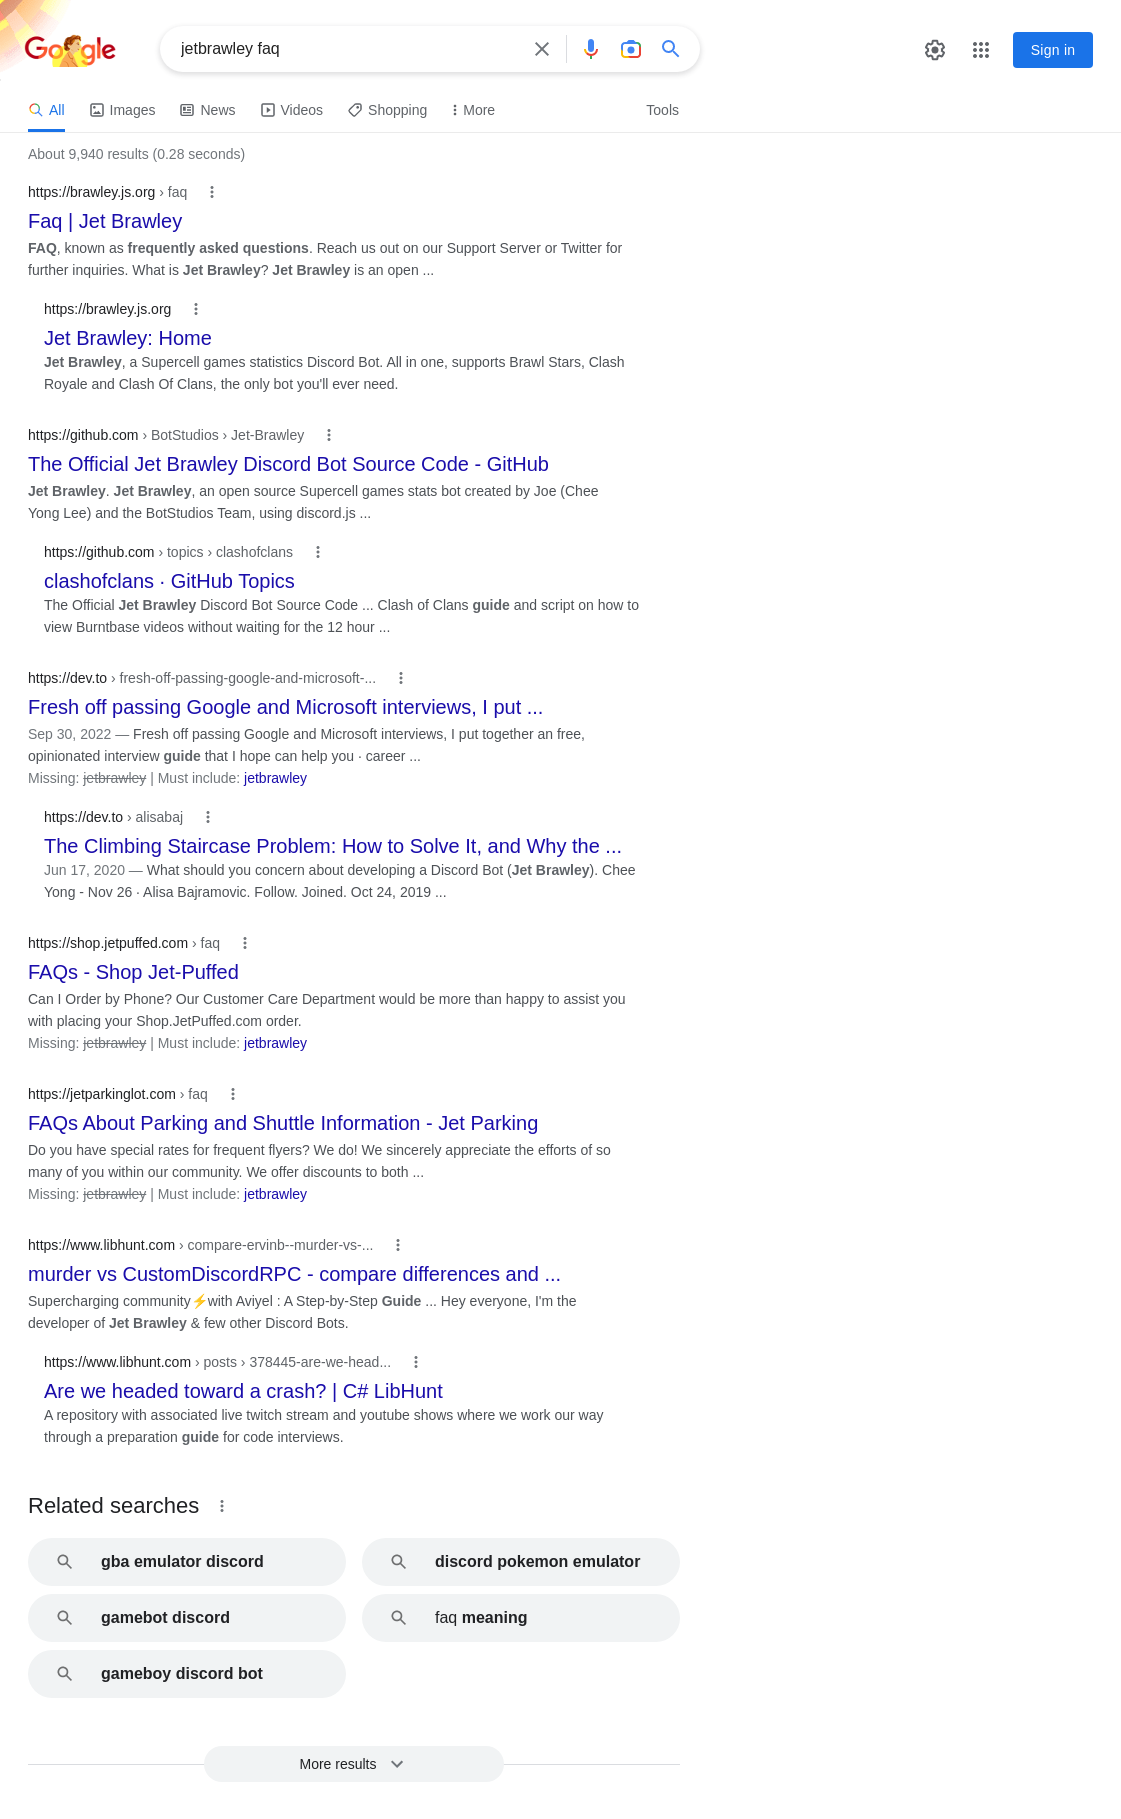 Google
jetbrawley faq
Sign in
All
Images
News
Videos
Shopping
More
Tools
About 9,940 results (0.28 seconds)
https://brawley.js.org › faq
Faq | Jet Brawley
FAQ, known as frequently asked questions. Reach us out on our Support Server or Twitter for
further inquiries. What is Jet Brawley? Jet Brawley is an open ...
https://brawley.js.org
Jet Brawley: Home
Jet Brawley, a Supercell games statistics Discord Bot. All in one, supports Brawl Stars, Clash
Royale and Clash Of Clans, the only bot you'll ever need.
https://github.com › BotStudios › Jet-Brawley
The Official Jet Brawley Discord Bot Source Code - GitHub
Jet Brawley. Jet Brawley, an open source Supercell games stats bot created by Joe (Chee
Yong Lee) and the BotStudios Team, using discord.js ...
https://github.com › topics › clashofclans
clashofclans · GitHub Topics
The Official Jet Brawley Discord Bot Source Code ... Clash of Clans guide and script on how to
view Burntbase videos without waiting for the 12 hour ...
https://dev.to › fresh-off-passing-google-and-microsoft-...
Fresh off passing Google and Microsoft interviews, I put ...
Sep 30, 2022 — Fresh off passing Google and Microsoft interviews, I put together an free,
opinionated interview guide that I hope can help you · career ...
Missing: jetbrawley | Must include: jetbrawley
https://dev.to › alisabaj
The Climbing Staircase Problem: How to Solve It, and Why the ...
Jun 17, 2020 — What should you concern about developing a Discord Bot (Jet Brawley). Chee
Yong - Nov 26 · Alisa Bajramovic. Follow. Joined. Oct 24, 2019 ...
https://shop.jetpuffed.com › faq
FAQs - Shop Jet-Puffed
Can I Order by Phone? Our Customer Care Department would be more than happy to assist you
with placing your Shop.JetPuffed.com order.
Missing: jetbrawley | Must include: jetbrawley
https://jetparkinglot.com › faq
FAQs About Parking and Shuttle Information - Jet Parking
Do you have special rates for frequent flyers? We do! We sincerely appreciate the efforts of so
many of you within our community. We offer discounts to both ...
Missing: jetbrawley | Must include: jetbrawley
https://www.libhunt.com › compare-ervinb--murder-vs-...
murder vs CustomDiscordRPC - compare differences and ...
Supercharging community⚡with Aviyel : A Step-by-Step Guide ... Hey everyone, I'm the
developer of Jet Brawley & few other Discord Bots.
https://www.libhunt.com › posts › 378445-are-we-head...
Are we headed toward a crash? | C# LibHunt
A repository with associated live twitch stream and youtube shows where we work our way
through a preparation guide for code interviews.
Related searches
gba emulator discord
discord pokemon emulator
gamebot discord
faq meaning
gameboy discord bot
More results